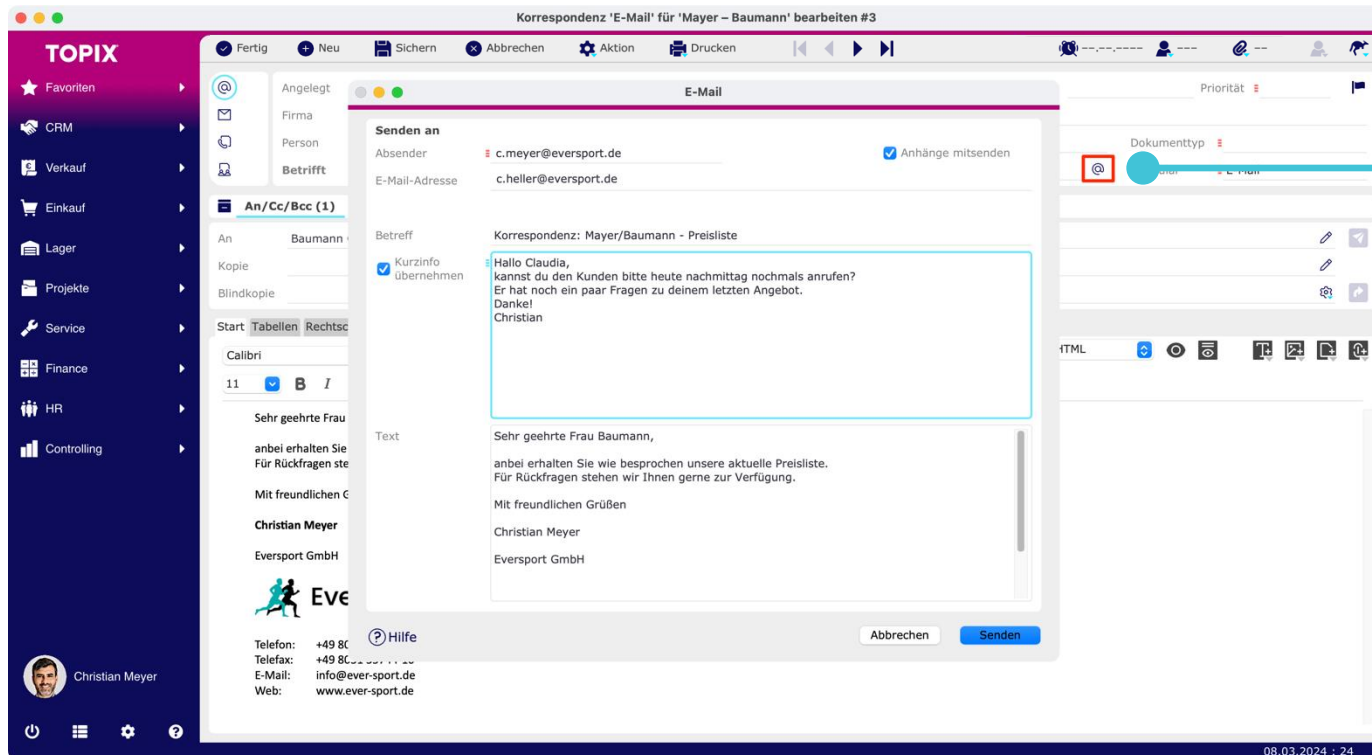 Korrespondenz 'E-Mail' für 'Mayer – Baumann' bearbeiten #3
TOPIX
Fertig Neu Sichern Abbrechen Aktion Drucken --.--.---- --- --
Favoriten
CRM
Verkauf
Einkauf
Lager
Projekte
Service
Finance
HR
Controlling
Christian Meyer
Angelegt
Firma
Person
Betrifft
Priorität
Dokumenttyp
E-Mail
An/Cc/Bcc (1)
An Baumann
Kopie
Blindkopie
Start Tabellen Rechtsc
Calibri
HTML
11 B I
Sehr geehrte Frau
anbei erhalten Sie
Für Rückfragen ste
Mit freundlichen G
Christian Meyer
Eversport GmbH
Eve
Telefon: +49 80
Telefax:
E-Mail: info@ever-sport.de
Web: www.ever-sport.de
E-Mail
Senden an
Absender c.meyer@eversport.de Anhänge mitsenden
E-Mail-Adresse c.heller@eversport.de
Betreff Korrespondenz: Mayer/Baumann - Preisliste
Kurzinfo
übernehmen
Hallo Claudia,
kannst du den Kunden bitte heute nachmittag nochmals anrufen?
Er hat noch ein paar Fragen zu deinem letzten Angebot.
Danke!
Christian
Text
Sehr geehrte Frau Baumann,
anbei erhalten Sie wie besprochen unsere aktuelle Preisliste.
Für Rückfragen stehen wir Ihnen gerne zur Verfügung.
Mit freundlichen Grüßen
Christian Meyer
Eversport GmbH
Hilfe
Abbrechen Senden
08.03.2024 : 24